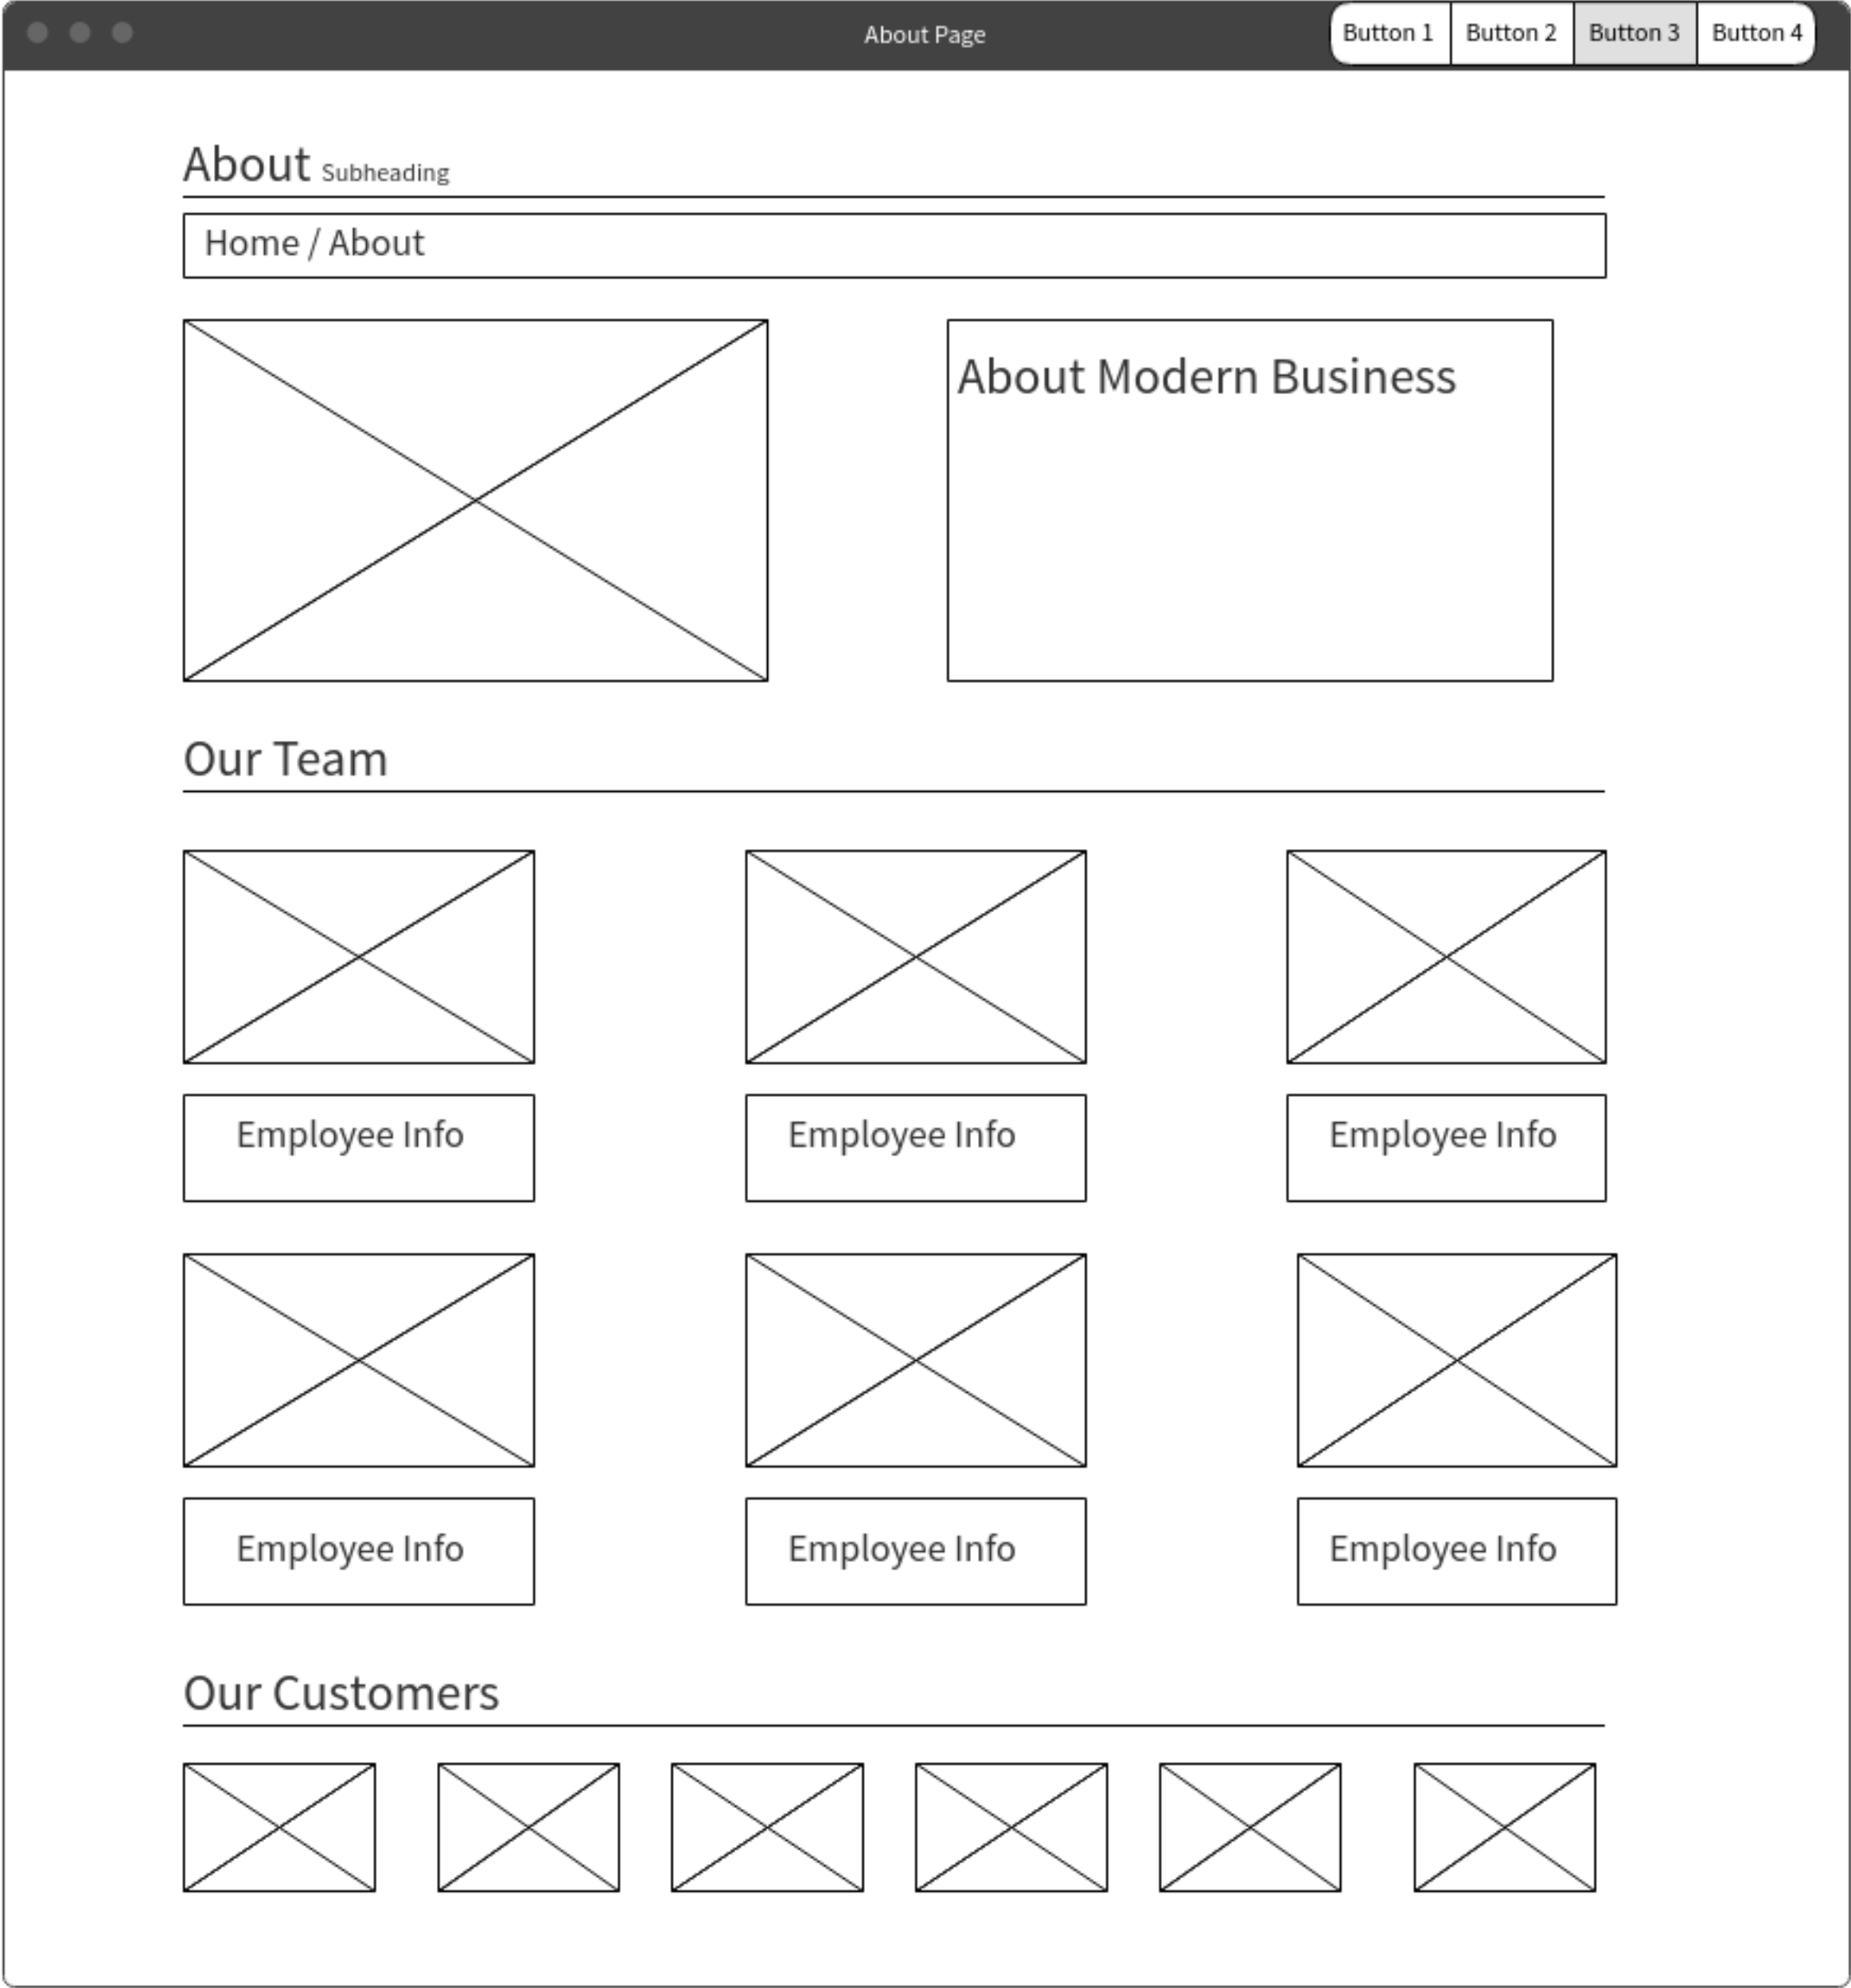 About Page
Button 1 Button 2 Button 3 Button 4
About Subheading
Home / About
About Modern Business
Our Team
Employee Info Employee Info Employee Info
Employee Info Employee Info Employee Info
Our Customers